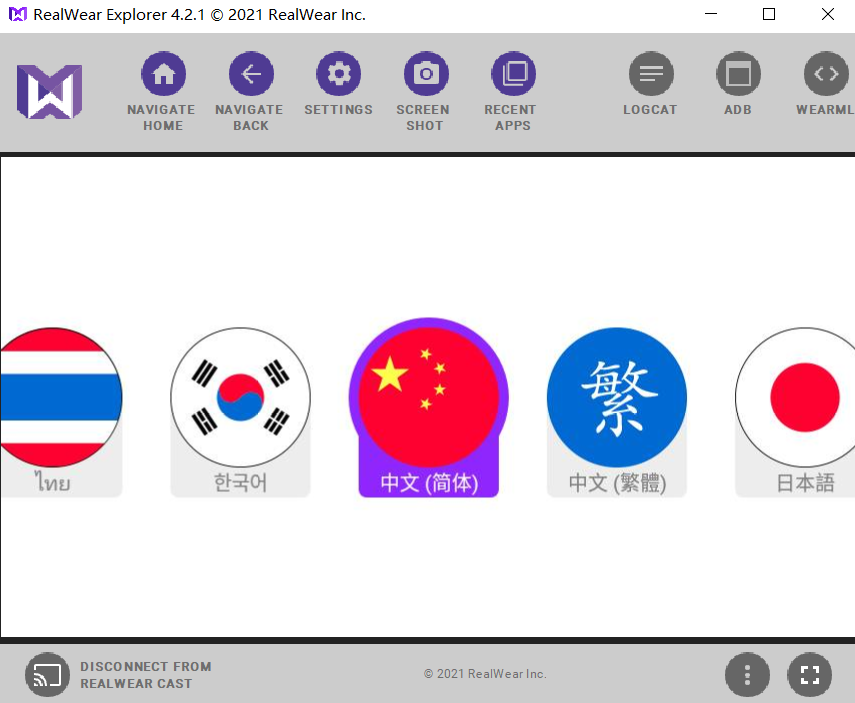 RealWear Explorer 4.2.1 © 2021 RealWear Inc.
NAVIGATE
HOME
NAVIGATE
BACK
SETTINGS
SCREEN
SHOT
RECENT
APPS
LOGCAT
ADB
WEARML
ไทย
한국어
中文 (简体)
繁
中文 (繁體)
日本語
DISCONNECT FROM
REALWEAR CAST
© 2021 RealWear Inc.